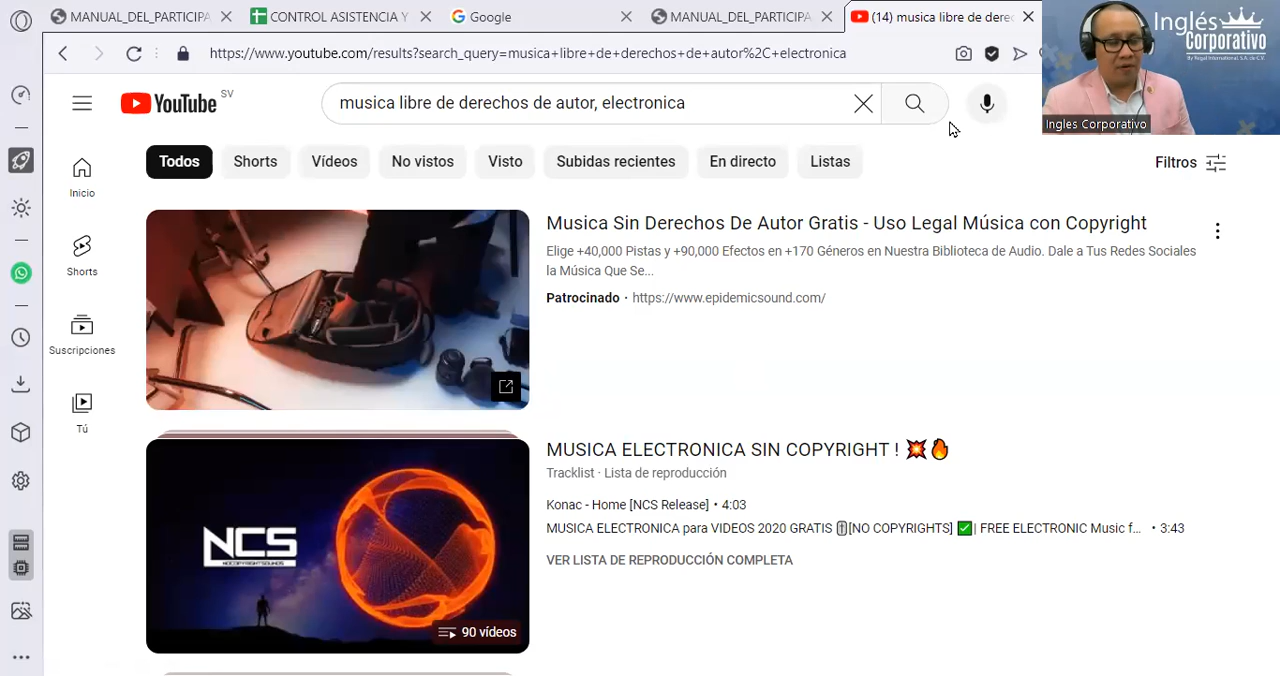 MANUAL_DEL_PARTICIPA
CONTROL ASISTENCIA Y
Google
MANUAL_DEL_PARTICIPA
(14) musica libre de derec
https://www.youtube.com/results?search_query=musica+libre+de+derechos+de+autor%2C+electronica
Inglés
Corporativo
By Regal International, S.A. de C.V.
Ingles Corporativo
YouTube SV
musica libre de derechos de autor, electronica
Todos
Shorts
Vídeos
No vistos
Visto
Subidas recientes
En directo
Listas
Filtros
Inicio
Shorts
Suscripciones
Tú
Musica Sin Derechos De Autor Gratis - Uso Legal Música con Copyright
Elige +40,000 Pistas y +90,000 Efectos en +170 Géneros en Nuestra Biblioteca de Audio. Dale a Tus Redes Sociales
la Música Que Se...
Patrocinado · https://www.epidemicsound.com/
NCS
NOCOPYRIGHTSOUNDS
90 vídeos
MUSICA ELECTRONICA SIN COPYRIGHT ! 💥🔥
Tracklist · Lista de reproducción
Konac - Home [NCS Release] • 4:03
MUSICA ELECTRONICA para VIDEOS 2020 GRATIS [NO COPYRIGHTS] ✅| FREE ELECTRONIC Music f... • 3:43
VER LISTA DE REPRODUCCIÓN COMPLETA